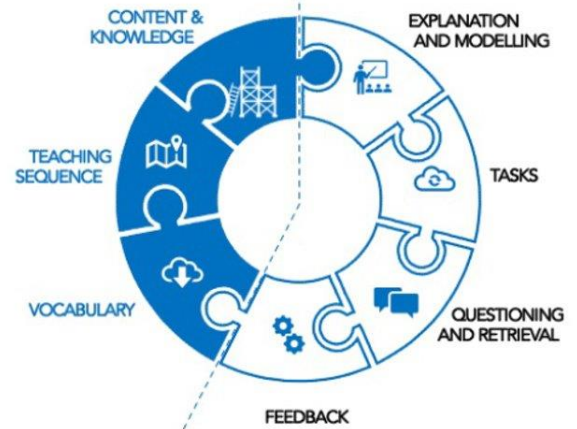 CONTENT &
KNOWLEDGE
EXPLANATION
AND MODELLING
TEACHING
SEQUENCE
TASKS
VOCABULARY
QUESTIONING
AND RETRIEVAL
FEEDBACK